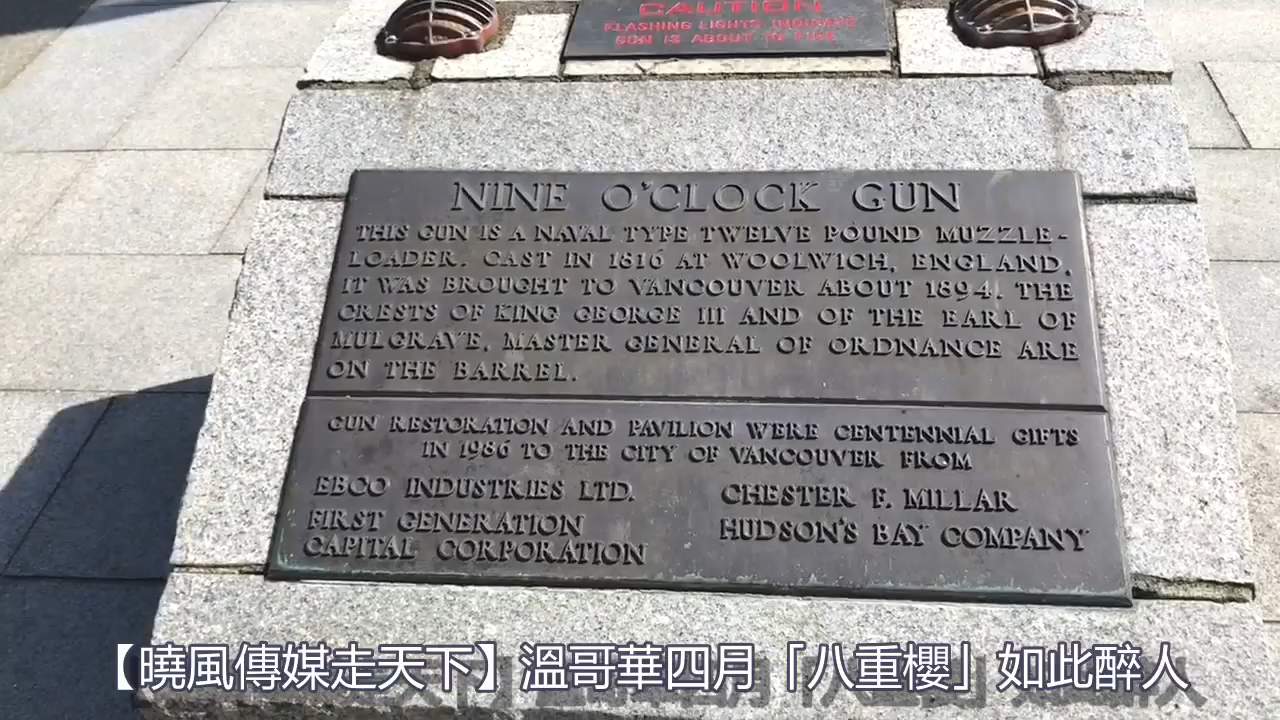 CAUTION
FLASHING LIGHTS INDICATE
GUN IS ABOUT TO FIRE
NINE O'CLOCK GUN
THIS GUN IS A NAVAL TYPE TWELVE POUND MUZZLE-
LOADER. CAST IN 1816 AT WOOLWICH, ENGLAND,
IT WAS BROUGHT TO VANCOUVER ABOUT 1894. THE
CRESTS OF KING GEORGE III AND OF THE EARL OF
MULGRAVE, MASTER GENERAL OF ORDNANCE ARE
ON THE BARREL.
GUN RESTORATION AND PAVILION WERE CENTENNIAL GIFTS
IN 1986 TO THE CITY OF VANCOUVER FROM
EBCO INDUSTRIES LTD.
FIRST GENERATION
CAPITAL CORPORATION
CHESTER F. MILLAR
HUDSON'S BAY COMPANY
【曉風傳媒走天下】溫哥華四月「八重櫻」如此醉人